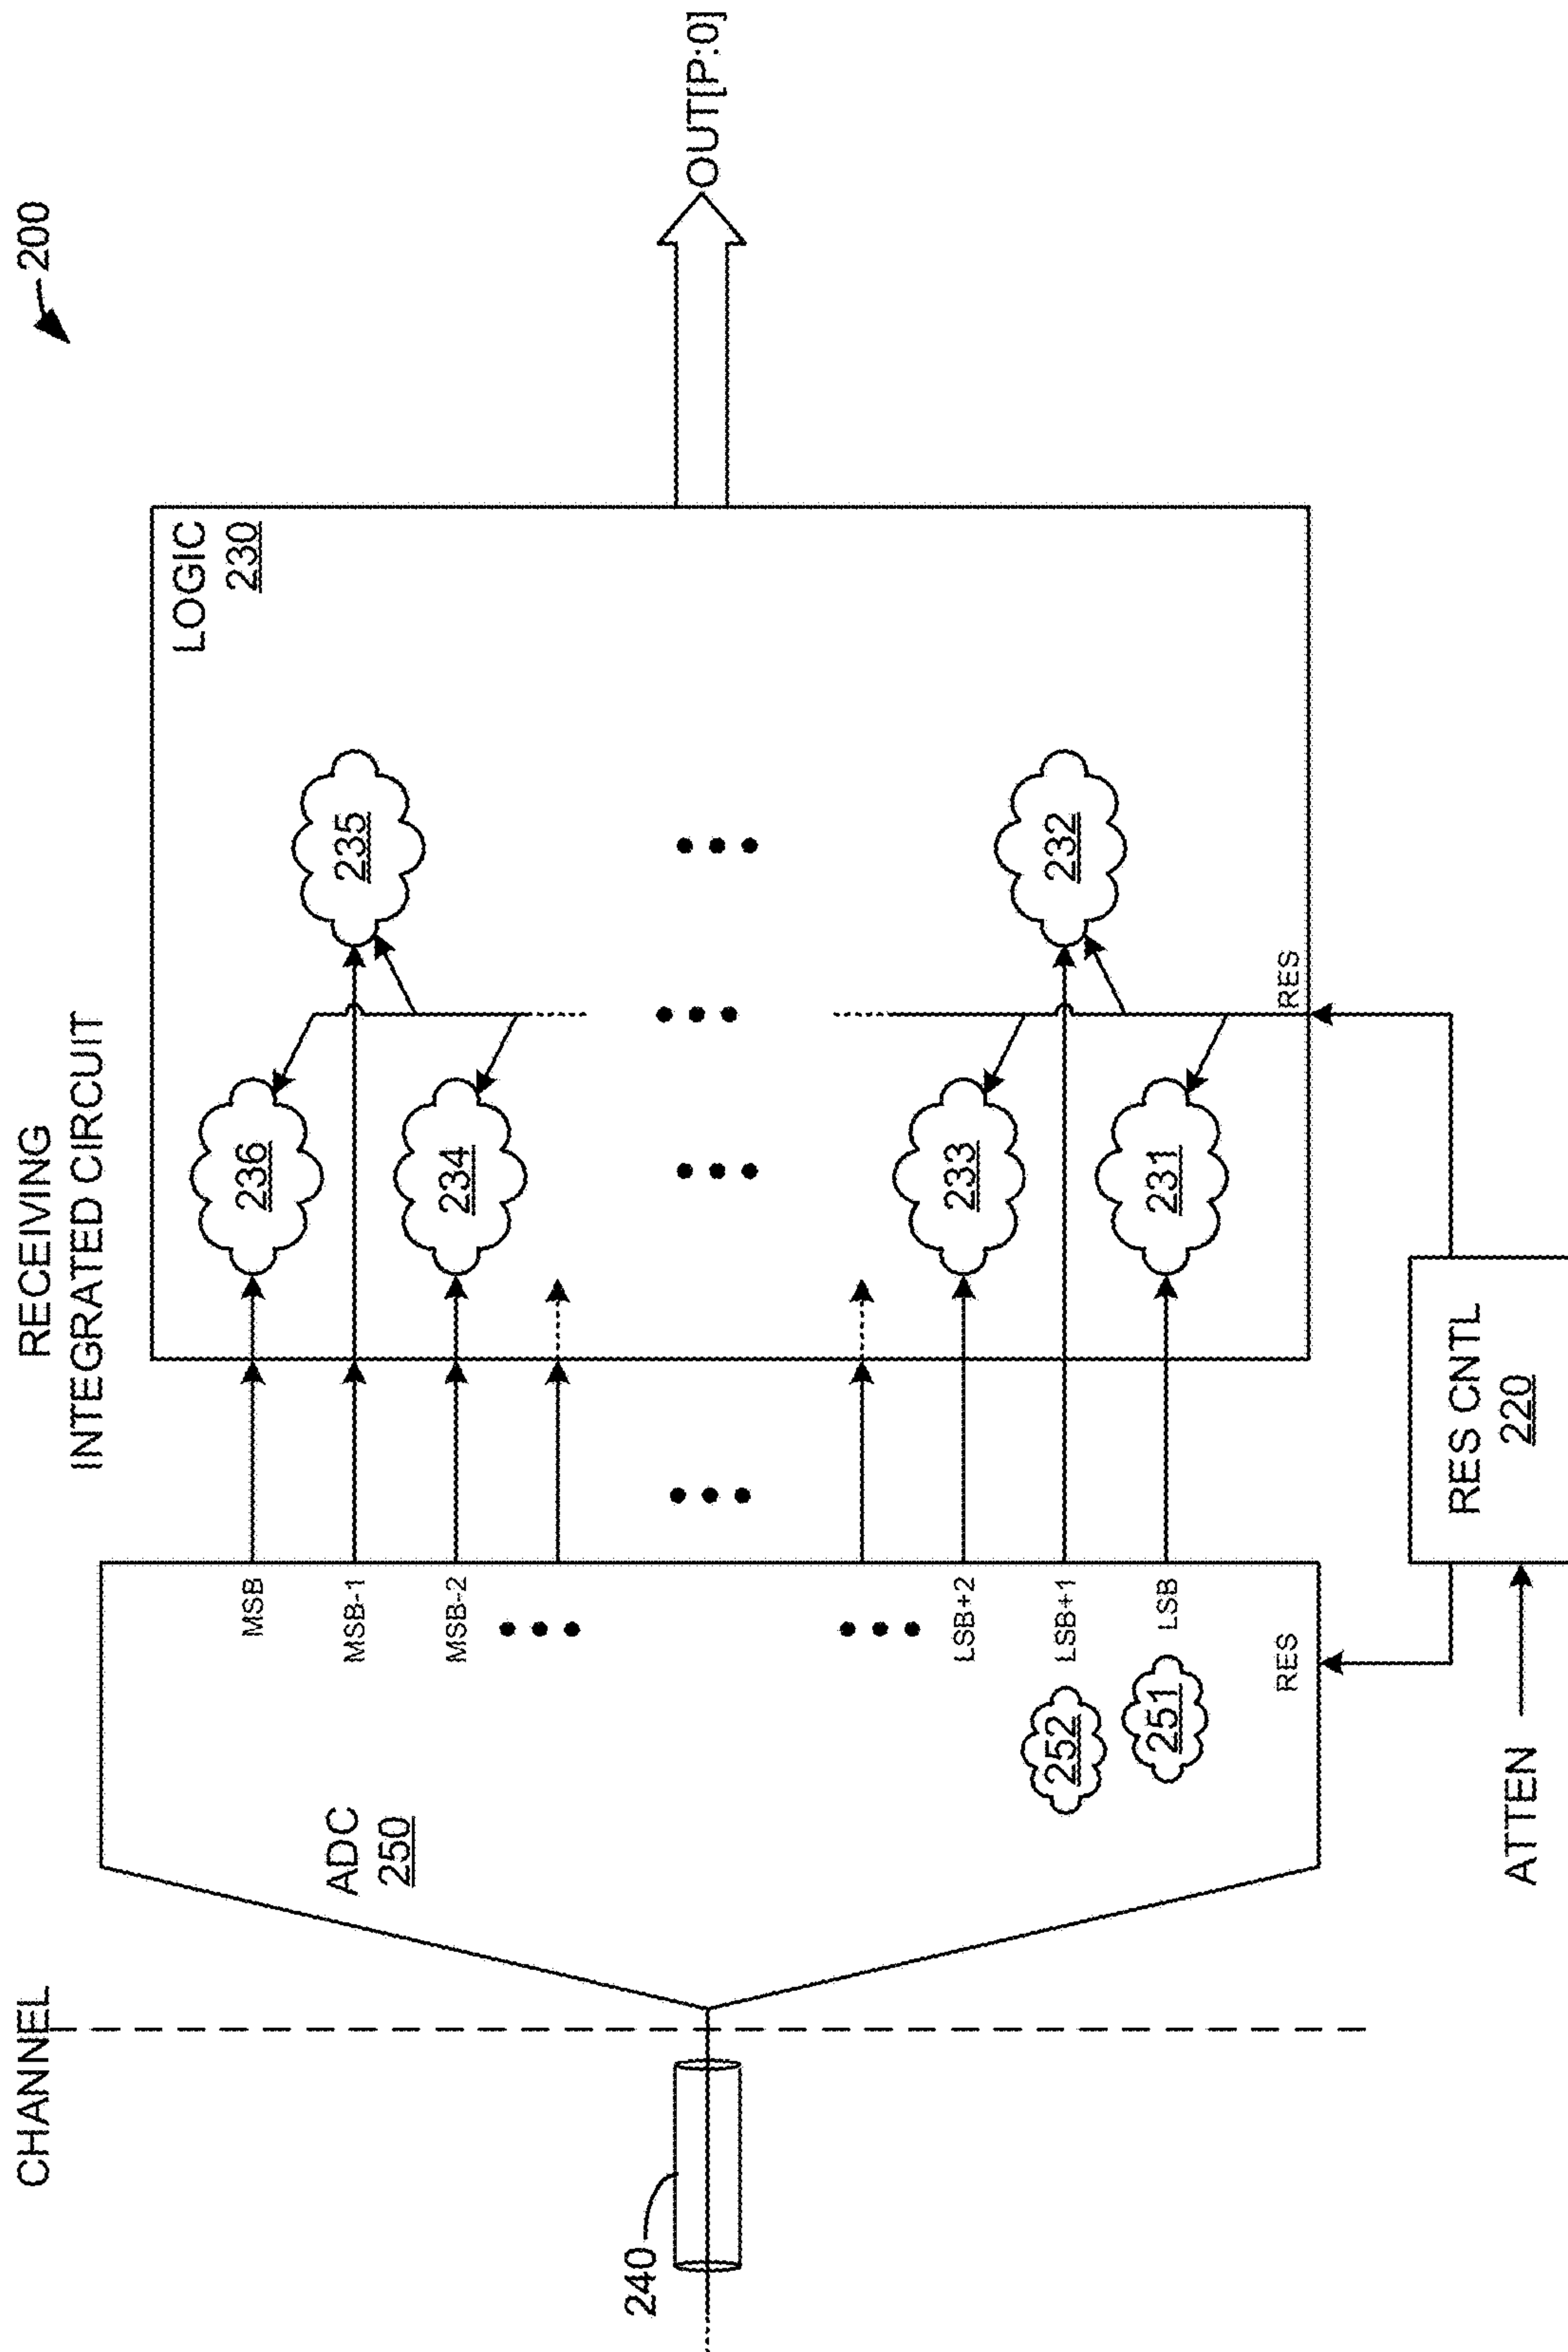 200
CHANNEL
RECEIVING
INTEGRATED CIRCUIT
240
ADC
250
MSB
MSB-1
MSB-2
LSB+2
LSB+1
LSB
252
251
RES
LOGIC
230
236
235
234
233
232
231
RES
OUT[P:0]
ATTEN
RES CNTL
220